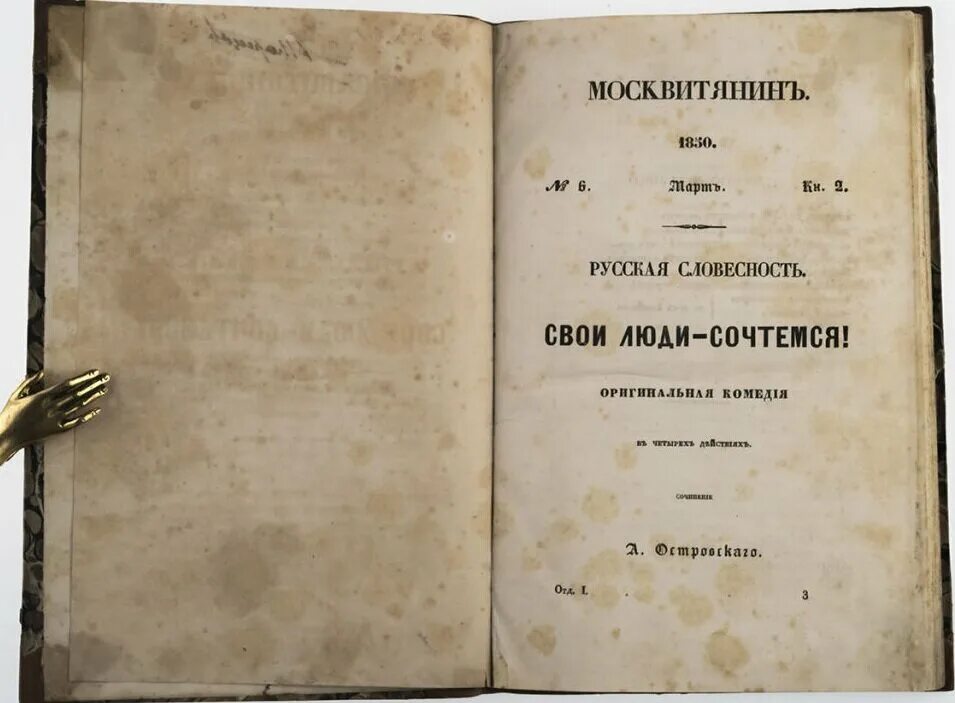 МОСКВИТЯНИНЪ.
1850.
№ 6. Мартъ. Кн. 2.
РУССКАЯ СЛОВЕСНОСТЬ.
СВОИ ЛЮДИ—СОЧТЕМСЯ!
ОРИГИНАЛЬНАЯ КОМЕДІЯ
ВЪ ЧЕТЫРЕХЪ ДѢЙСТВІЯХЪ.
СОЧИНЕНІЕ
А. Островскаго.
Отд. I. 3